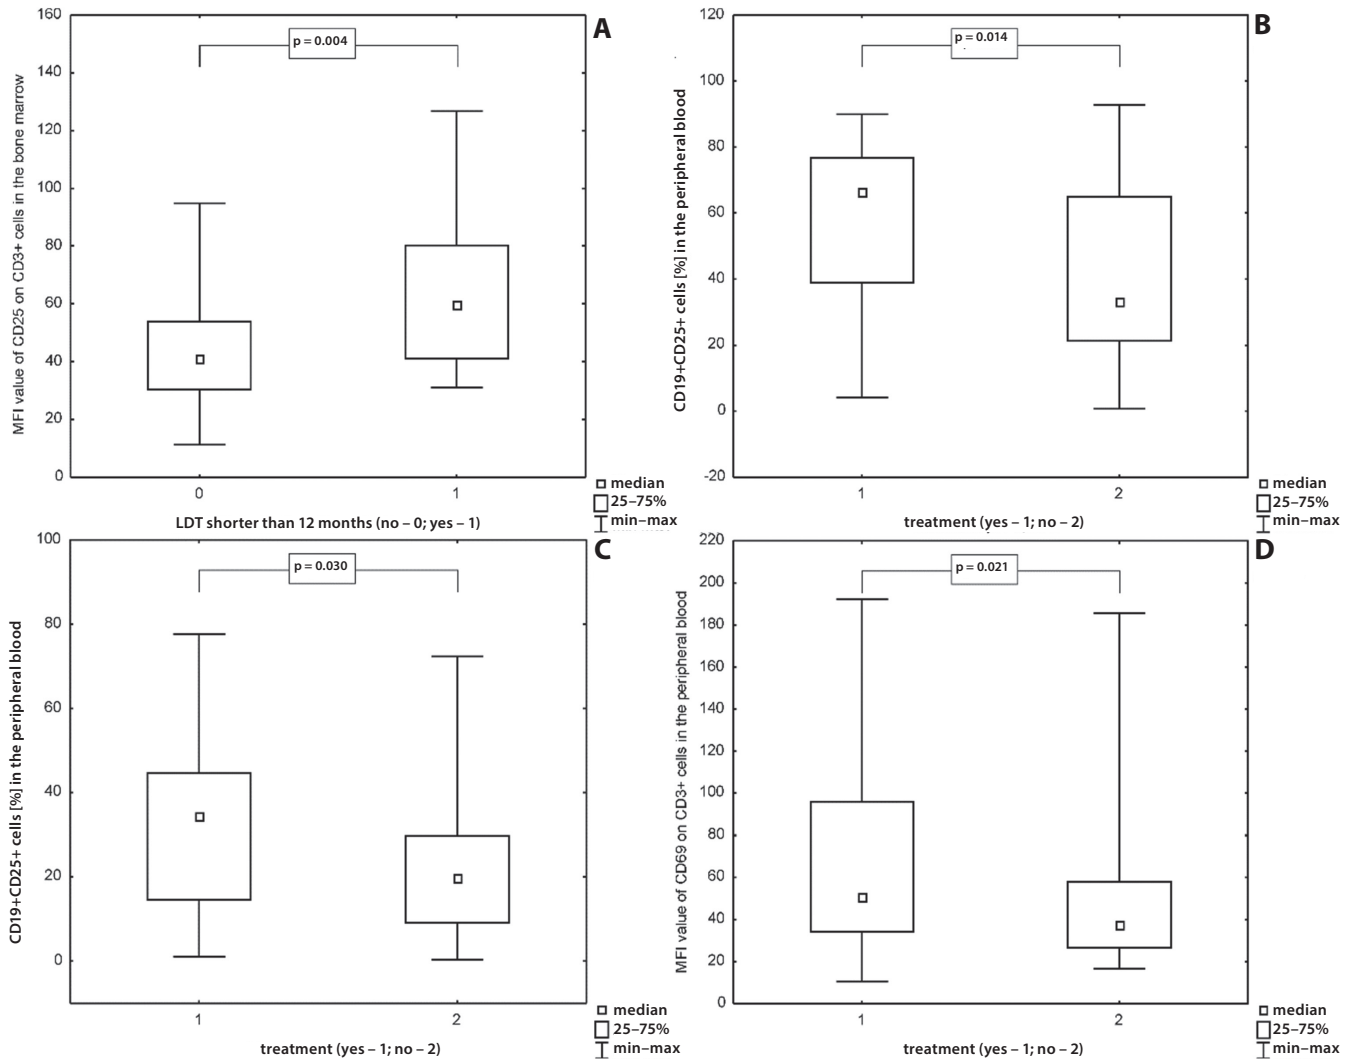 A
p = 0.004
MFI value of CD25 on CD3+ cells in the bone marrow
160
140
120
100
80
60
40
20
0
0 1
LDT shorter than 12 months (no – 0; yes – 1)
median
25–75%
min–max
B
p = 0.014
CD19+CD25+ cells [%] in the peripheral blood
120
100
80
60
40
20
0
-20
1 2
treatment (yes – 1; no – 2)
median
25–75%
min–max
C
p = 0.030
CD19+CD25+ cells [%] in the peripheral blood
100
80
60
40
20
0
1 2
treatment (yes – 1; no – 2)
median
25–75%
min–max
D
p = 0.021
MFI value of CD69 on CD3+ cells in the peripheral blood
220
200
180
160
140
120
100
80
60
40
20
0
1 2
treatment (yes – 1; no – 2)
median
25–75%
min–max